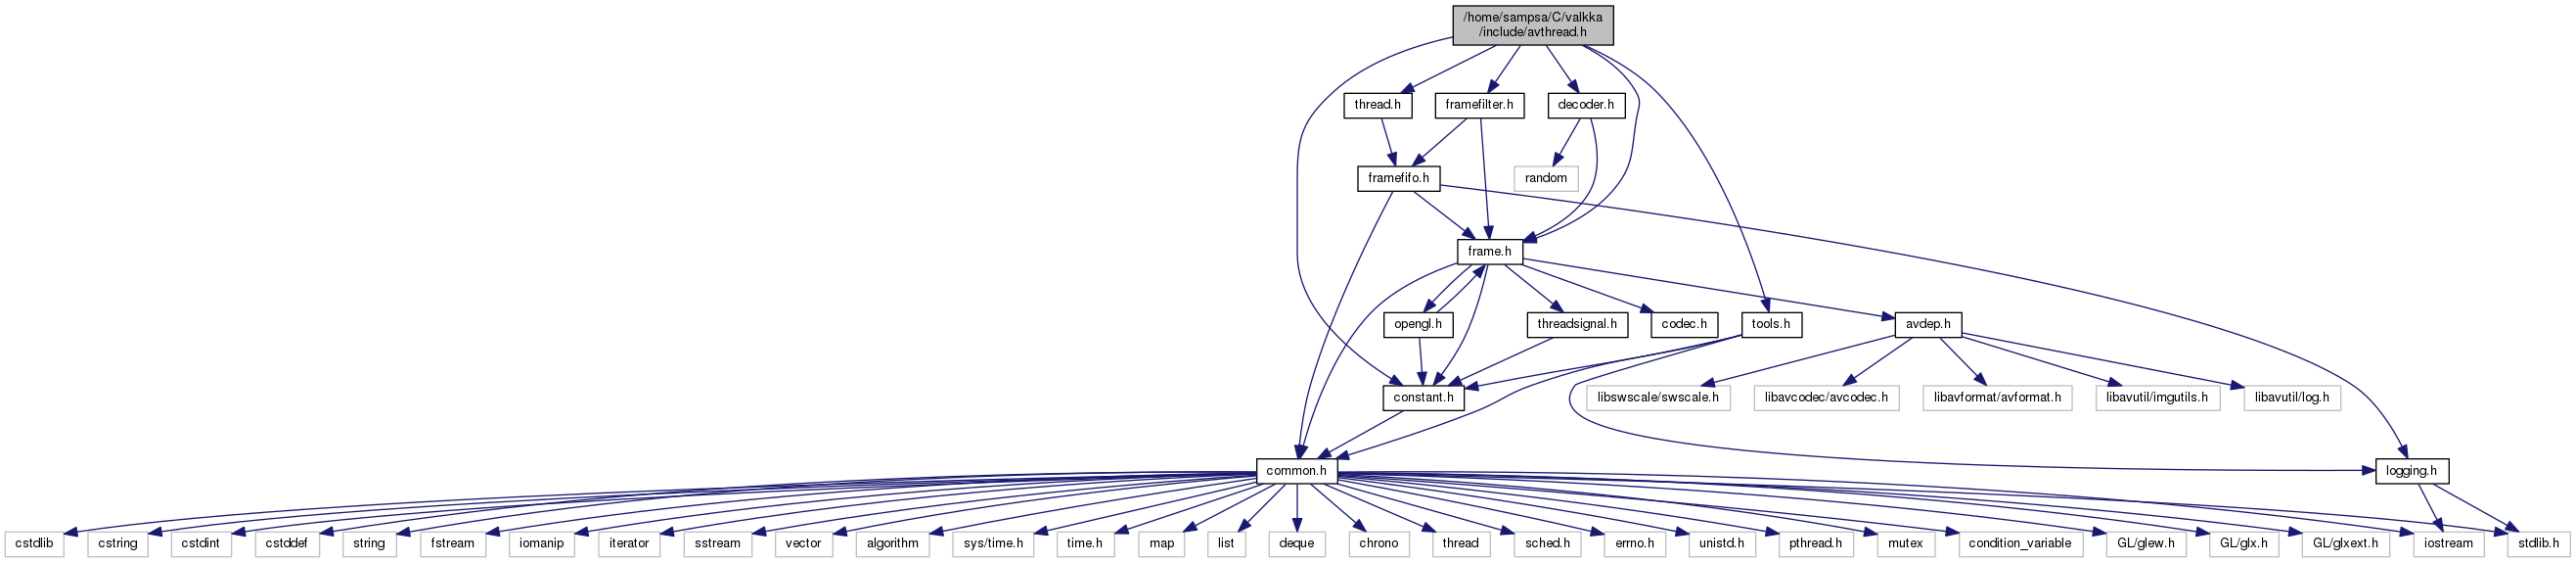 /home/sampsa/C/valkka
/include/avthread.h
thread.h
framefilter.h
decoder.h
framefifo.h
random
frame.h
opengl.h
threadsignal.h
codec.h
tools.h
avdep.h
constant.h
libswscale/swscale.h
libavcodec/avcodec.h
libavformat/avformat.h
libavutil/imgutils.h
libavutil/log.h
common.h
logging.h
cstdlib
cstring
cstdint
cstddef
string
fstream
iomanip
iterator
sstream
vector
algorithm
sys/time.h
time.h
map
list
deque
chrono
thread
sched.h
errno.h
unistd.h
pthread.h
mutex
condition_variable
GL/glew.h
GL/glx.h
GL/glxext.h
iostream
stdlib.h